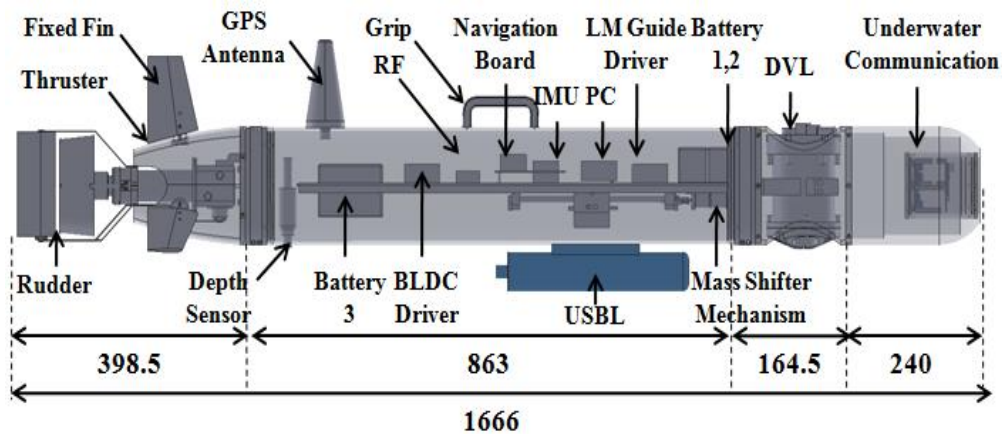 Fixed Fin
Thruster
GPS
Antenna
Grip
RF
Navigation
Board
IMU PC
LM Guide Battery
Driver 1,2
DVL
Underwater
Communication
Rudder
Depth
Sensor
Battery
3
BLDC
Driver
USBL
Mass Shifter
Mechanism
398.5
863
164.5
240
1666